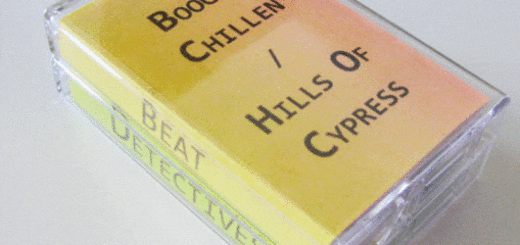 CHILLEN
/
HILLS OF
CYPRESS
BEAT
DETECTIVES